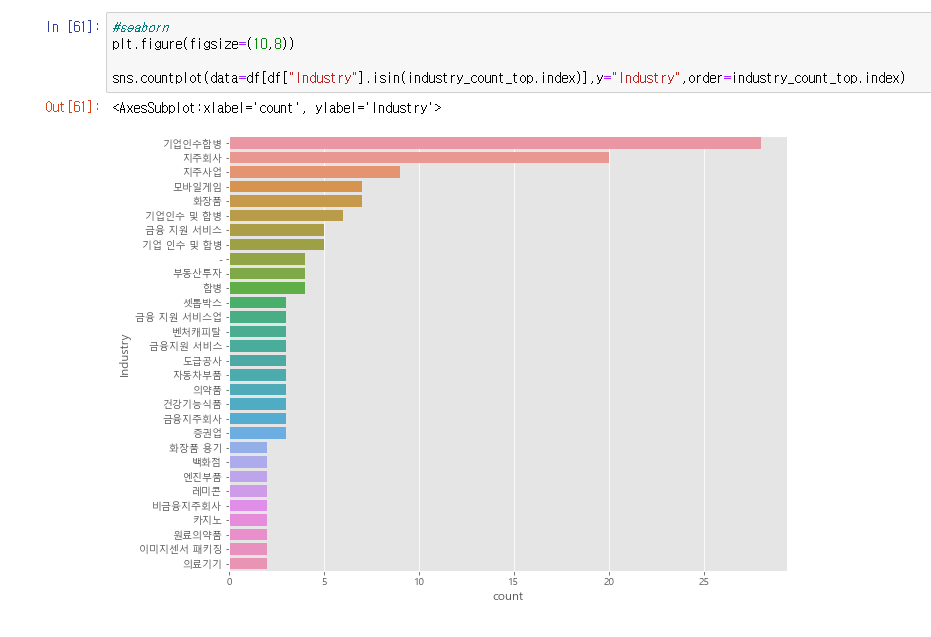 In [61]:
#seaborn
plt.figure(figsize=(10,8))
sns.countplot(data=df[df["Industry"].isin(industry_count_top.index)],y="Industry",order=industry_count_top.index)
Out[61]:
<AxesSubplot:xlabel='count', ylabel='Industry'>
기업인수합병
지주회사
지주사업
모바일게임
화장품
기업인수 및 합병
금융 지원 서비스
기업 인수 및 합병
-
부동산투자
합병
셋톱박스
금융 지원 서비스업
벤처캐피탈
금융지원 서비스
도급공사
자동차부품
의약품
건강기능식품
금융지주회사
증권업
화장품 용기
백화점
엔진부품
레미콘
비금융지주회사
카지노
원료의약품
이미지센서 패키징
의료기기
Industry
0 5 10 15 20 25
count